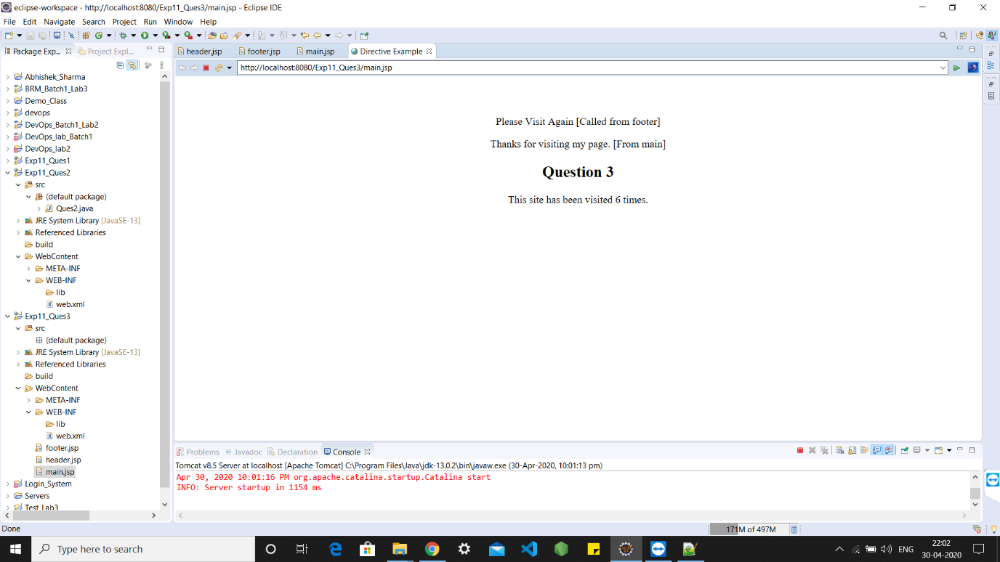 eclipse-workspace - http://localhost:8080/Exp11_Ques3/main.jsp - Eclipse IDE
File Edit Navigate Search Project Run Window Help
Package Exp... Project Expl...
header.jsp footer.jsp main.jsp Directive Example
http://localhost:8080/Exp11_Ques3/main.jsp
Abhishek_Sharma
BRM_Batch1_Lab3
Demo_Class
devops
DevOps_Batch1_Lab2
DevOps_lab_Batch1
DevOps_lab2
Exp11_Ques1
Exp11_Ques2
src
(default package)
Ques2.java
JRE System Library [JavaSE-13]
Referenced Libraries
build
WebContent
META-INF
WEB-INF
lib
web.xml
Exp11_Ques3
src
(default package)
JRE System Library [JavaSE-13]
Referenced Libraries
build
WebContent
META-INF
WEB-INF
lib
web.xml
footer.jsp
header.jsp
main.jsp
Login_System
Servers
Test_Lab3
Please Visit Again [Called from footer]
Thanks for visiting my page. [From main]
Question 3
This site has been visited 6 times.
Problems Javadoc Declaration Console
Tomcat v8.5 Server at localhost [Apache Tomcat] C:\Program Files\Java\jdk-13.0.2\bin\javaw.exe (30-Apr-2020, 10:01:13 pm)
Apr 30, 2020 10:01:16 PM org.apache.catalina.startup.Catalina start
INFO: Server startup in 1154 ms
Done
171M of 497M
Type here to search
ENG
22:02
30-04-2020